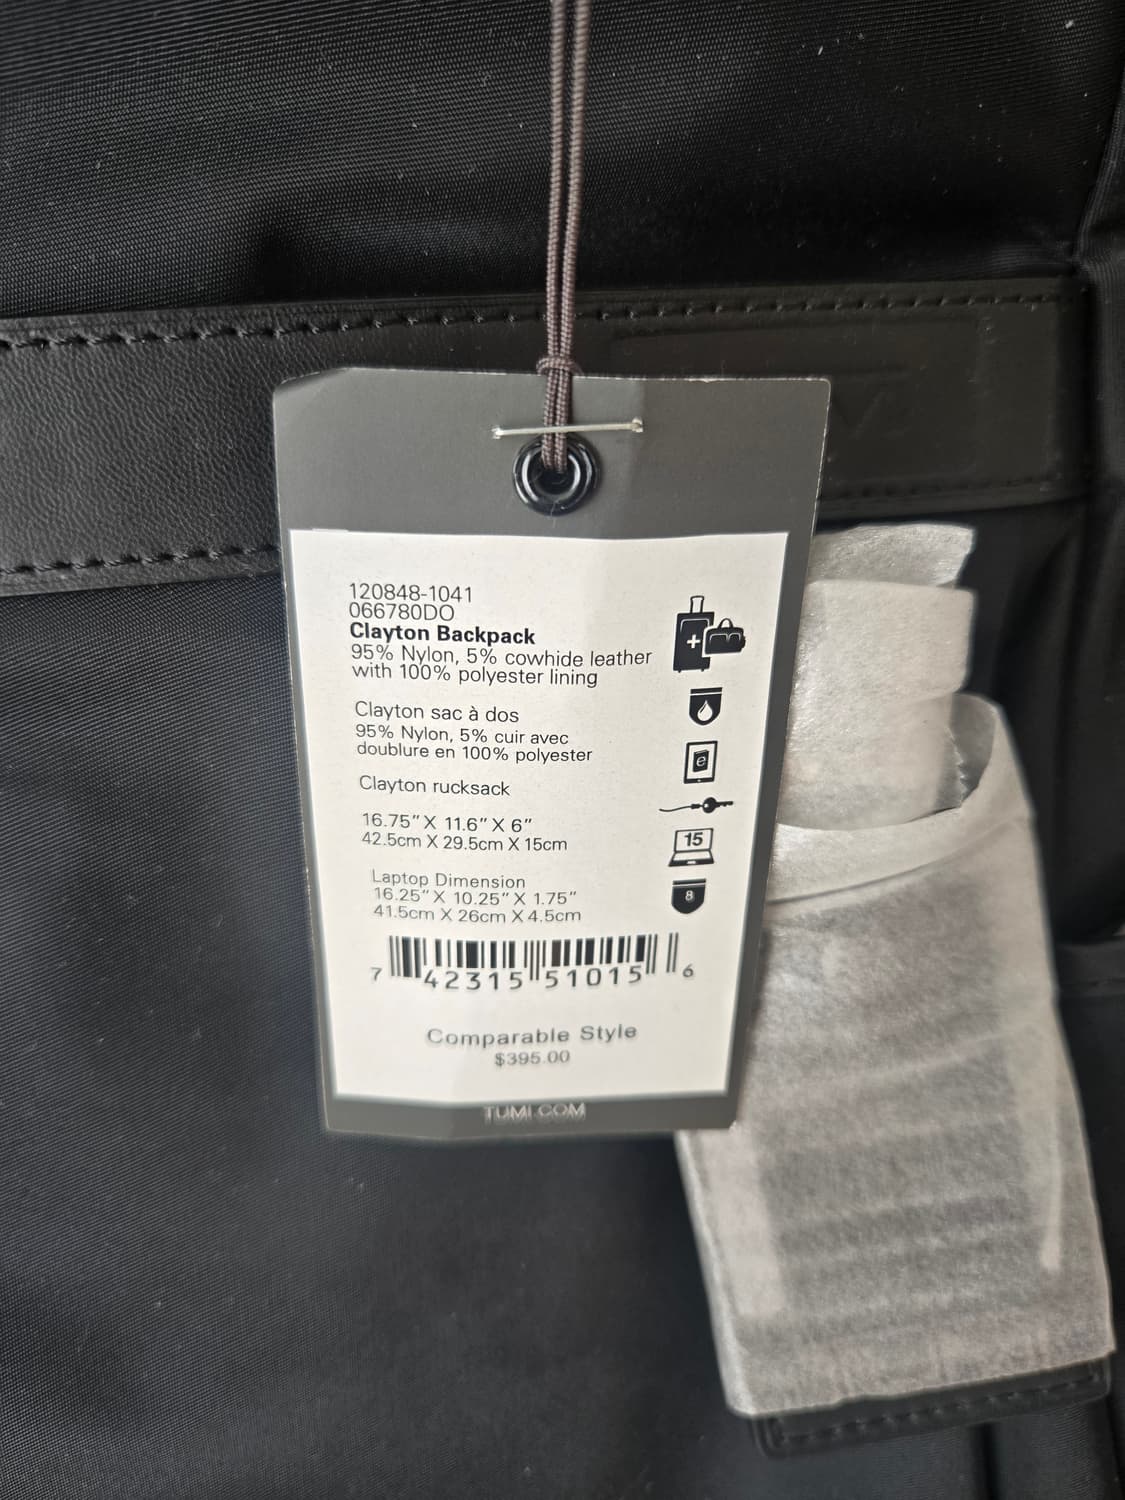 120848-1041
066780DO
Clayton Backpack
95% Nylon, 5% cowhide leather
with 100% polyester lining
Clayton sac à dos
95% Nylon, 5% cuir avec
doublure en 100% polyester
Clayton rucksack
16.75″ X 11.6″ X 6″
42.5cm X 29.5cm X 15cm
Laptop Dimension
16.25″ X 10.25″ X 1.75″
41.5cm X 26cm X 4.5cm
e
15
8
7 42315 51015 6
Comparable Style
$395.00
TUMI.COM